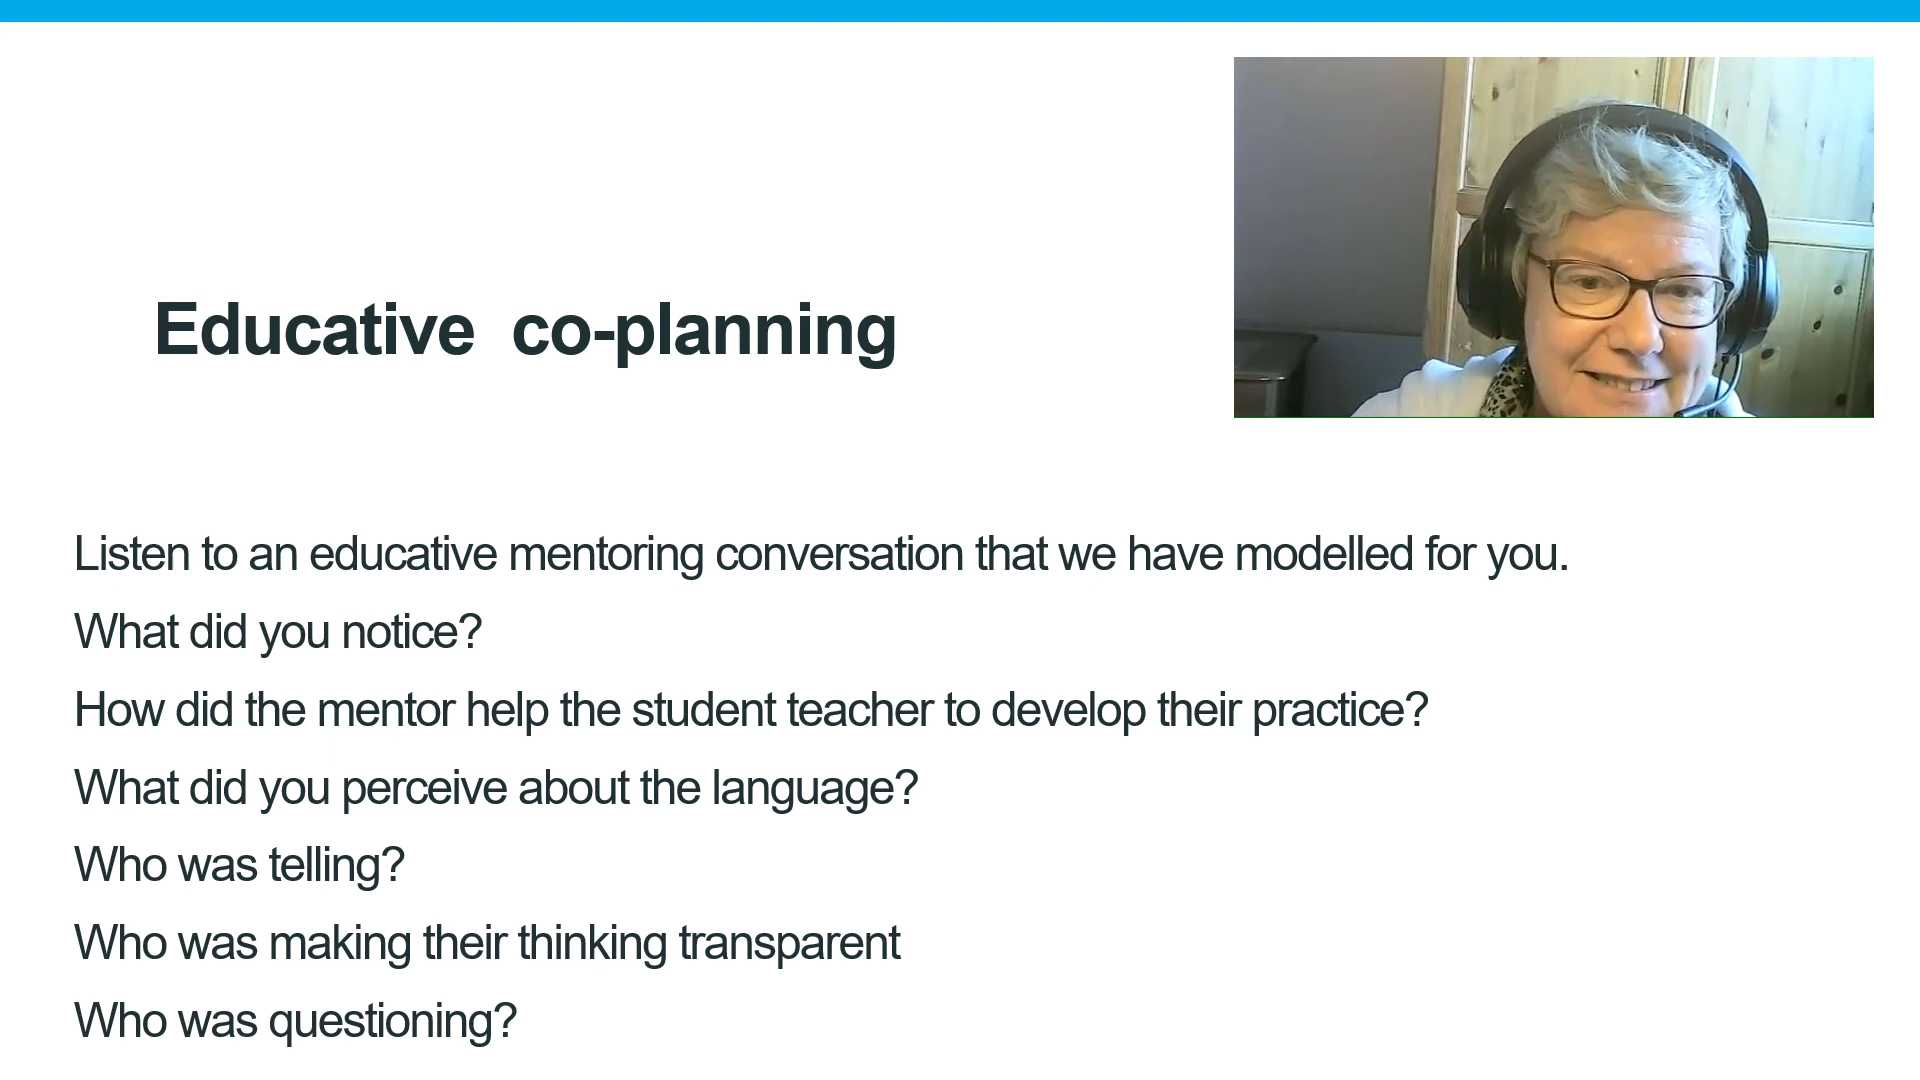 Educative co-planning
Listen to an educative mentoring conversation that we have modelled for you.
What did you notice?
How did the mentor help the student teacher to develop their practice?
What did you perceive about the language?
Who was telling?
Who was making their thinking transparent
Who was questioning?